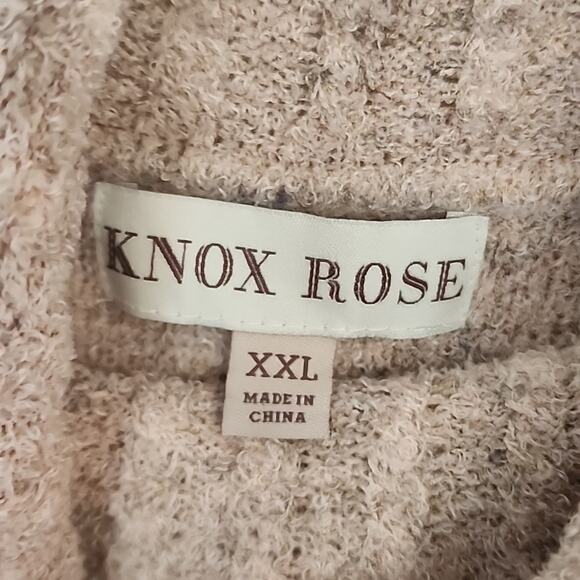 KNOX ROSE
XXL
MADE IN
CHINA